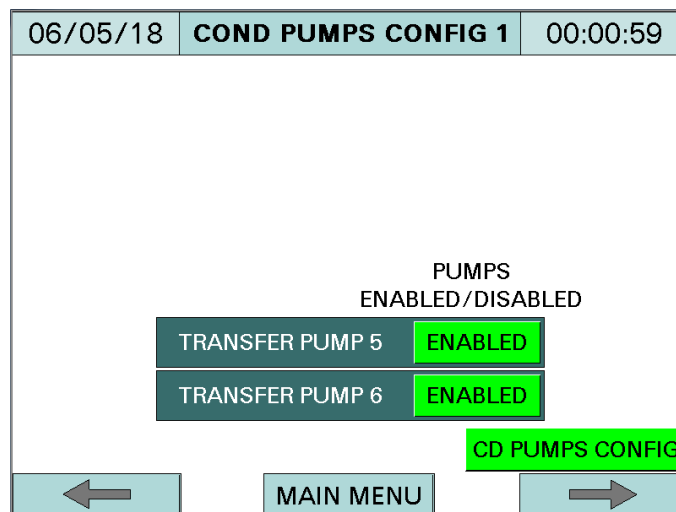 06/05/18 COND PUMPS CONFIG 1 00:00:59
PUMPS
ENABLED/DISABLED
TRANSFER PUMP 5 ENABLED
TRANSFER PUMP 6 ENABLED
CD PUMPS CONFIG
MAIN MENU